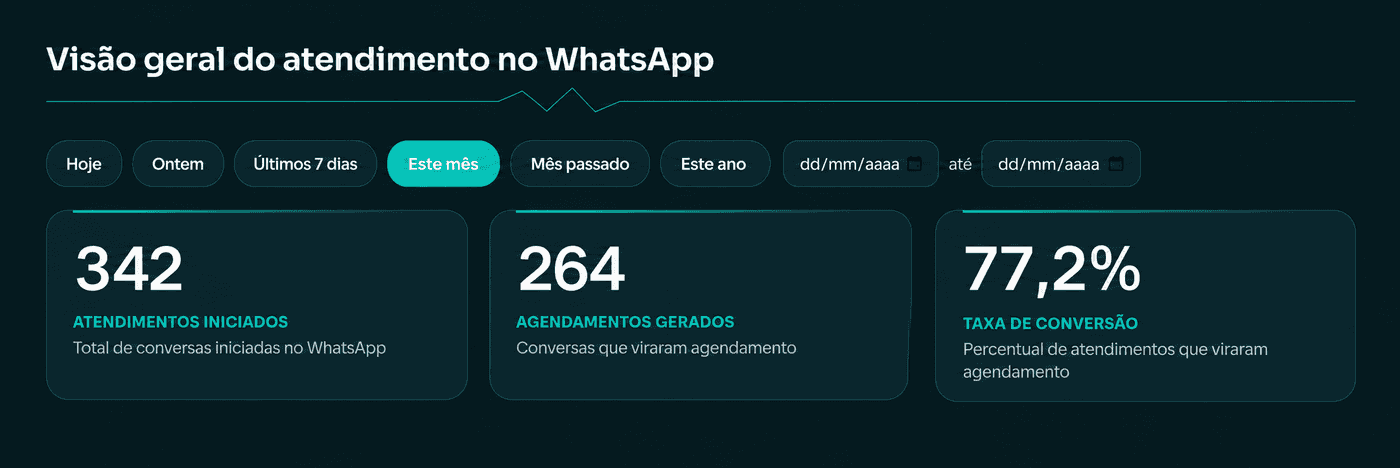 Visão geral do atendimento no WhatsApp
Hoje
Ontem
Últimos 7 dias
Este mês
Mês passado
Este ano
dd/mm/aaaa
até
dd/mm/aaaa
342
ATENDIMENTOS INICIADOS
Total de conversas iniciadas no WhatsApp
264
AGENDAMENTOS GERADOS
Conversas que viraram agendamento
77,2%
TAXA DE CONVERSÃO
Percentual de atendimentos que viraram
agendamento